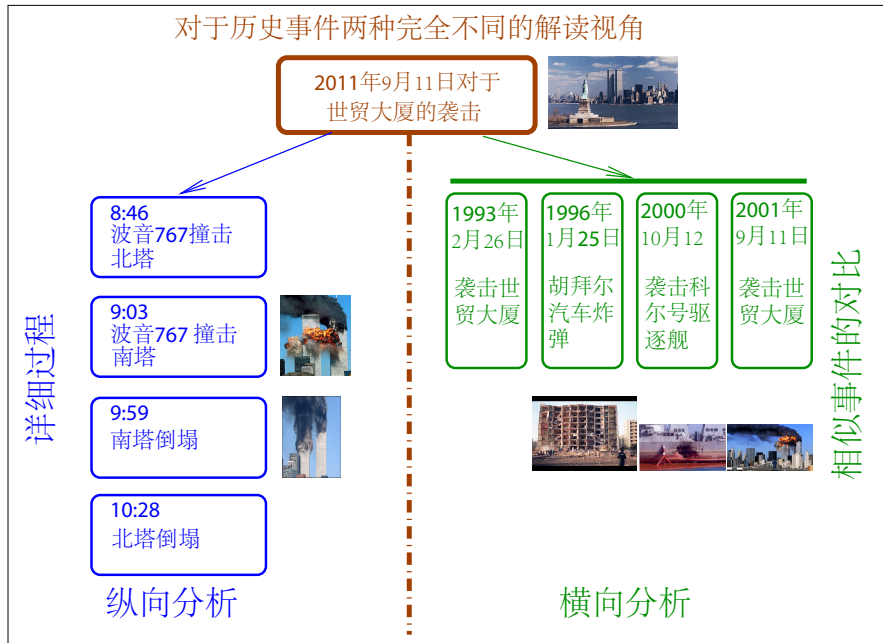 对于历史事件两种完全不同的解读视角
2011年9月11日对于
世贸大厦的袭击
8:46
波音767撞击
北塔
9:03
波音767 撞击
南塔
9:59
南塔倒塌
10:28
北塔倒塌
详细过程
纵向分析
1993年
2月26日
袭击世
贸大厦
1996年
1月25日
胡拜尔
汽车炸
弹
2000年
10月12
袭击科
尔号驱
逐舰
2001年
9月11日
袭击世
贸大厦
相似事件的对比
横向分析